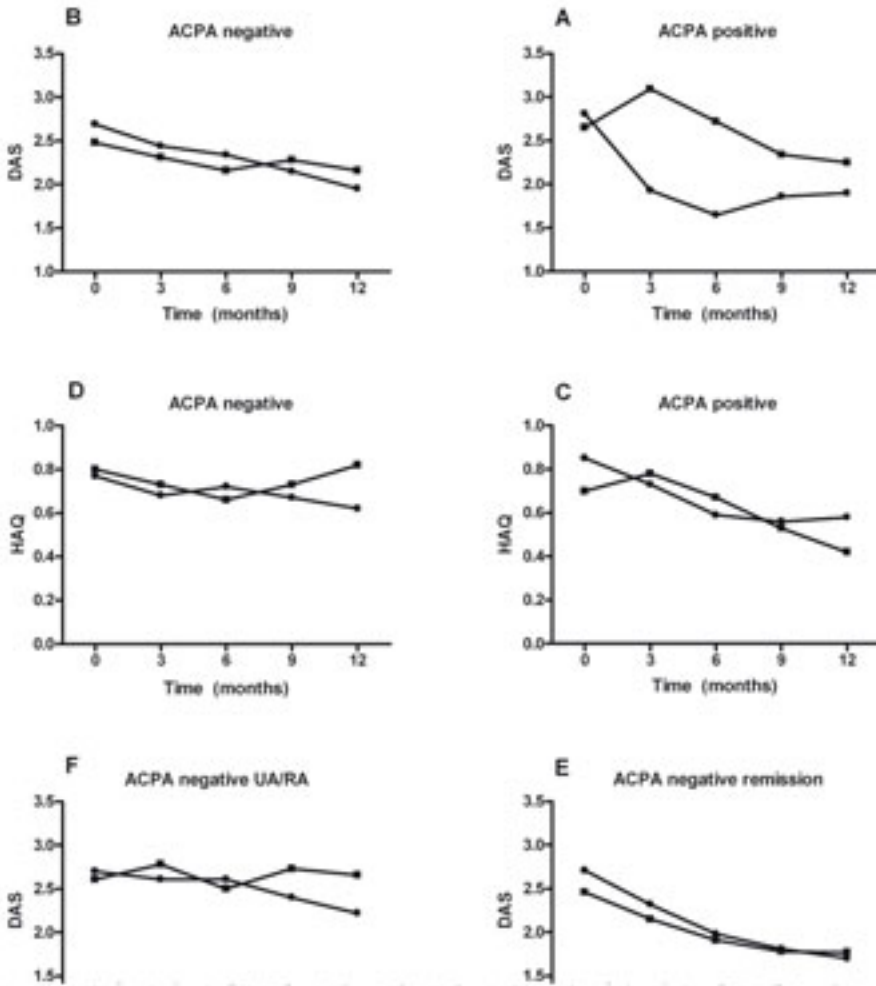 B
ACPA negative
3.5
3.0
2.5
2.0
1.5
1.0
DAS
0 3 6 9 12
Time (months)
A
ACPA positive
3.5
3.0
2.5
2.0
1.5
1.0
DAS
0 3 6 9 12
Time (months)
D
ACPA negative
1.0
0.8
0.6
0.4
0.2
0.0
HAQ
0 3 6 9 12
Time (months)
C
ACPA positive
1.0
0.8
0.6
0.4
0.2
0.0
HAQ
0 3 6 9 12
Time (months)
F
ACPA negative UA/RA
3.5
3.0
2.5
2.0
1.5
DAS
E
ACPA negative remission
3.5
3.0
2.5
2.0
1.5
DAS